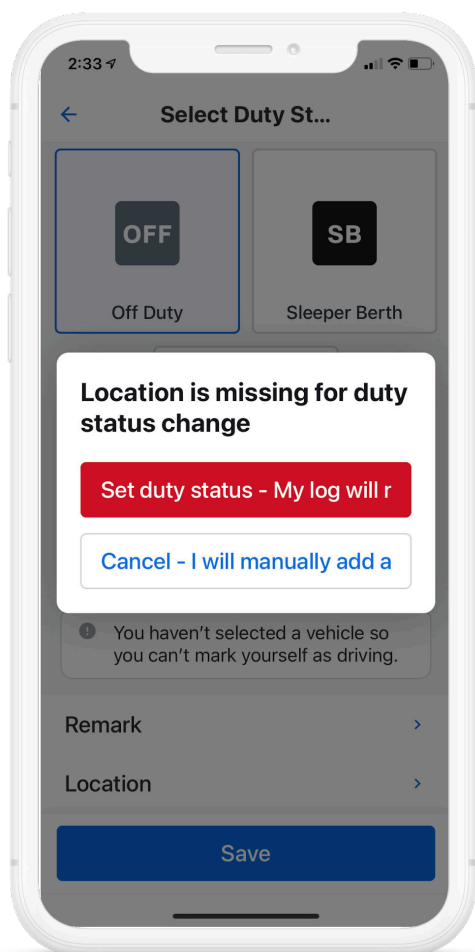 2:33
Select Duty St...
OFF
SB
Off Duty
Sleeper Berth
Location is missing for duty
status change
Set duty status - My log will r
Cancel - I will manually add a
You haven't selected a vehicle so
you can't mark yourself as driving.
Remark
Location
Save